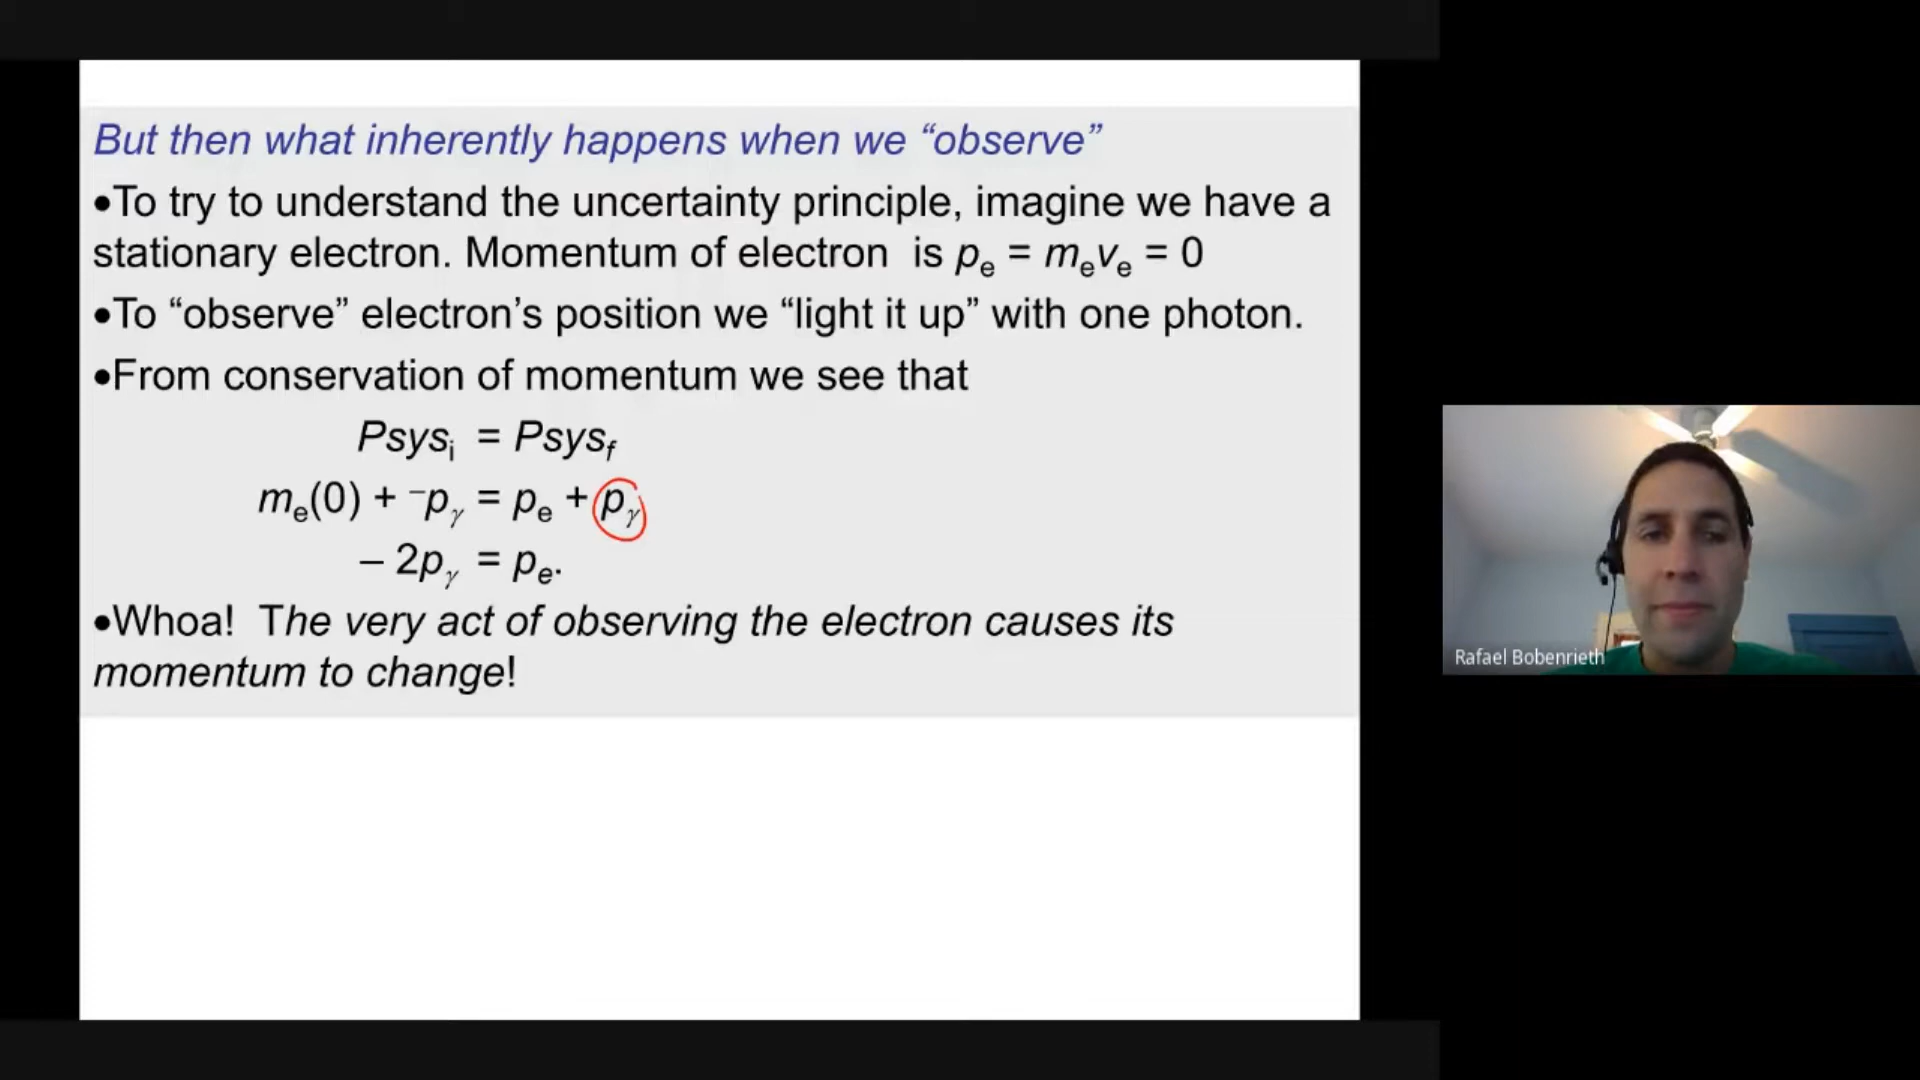 But then what inherently happens when we “observe”
•To try to understand the uncertainty principle, imagine we have a
stationary electron. Momentum of electron is pₑ = mₑvₑ = 0
•To “observe” electron’s position we “light it up” with one photon.
•From conservation of momentum we see that
Psysᵢ = Psys_f
mₑ(0) + ⁻pᵧ = pₑ + pᵧ
– 2pᵧ = pₑ.
•Whoa! The very act of observing the electron causes its
momentum to change!
Rafael Bobenrieth